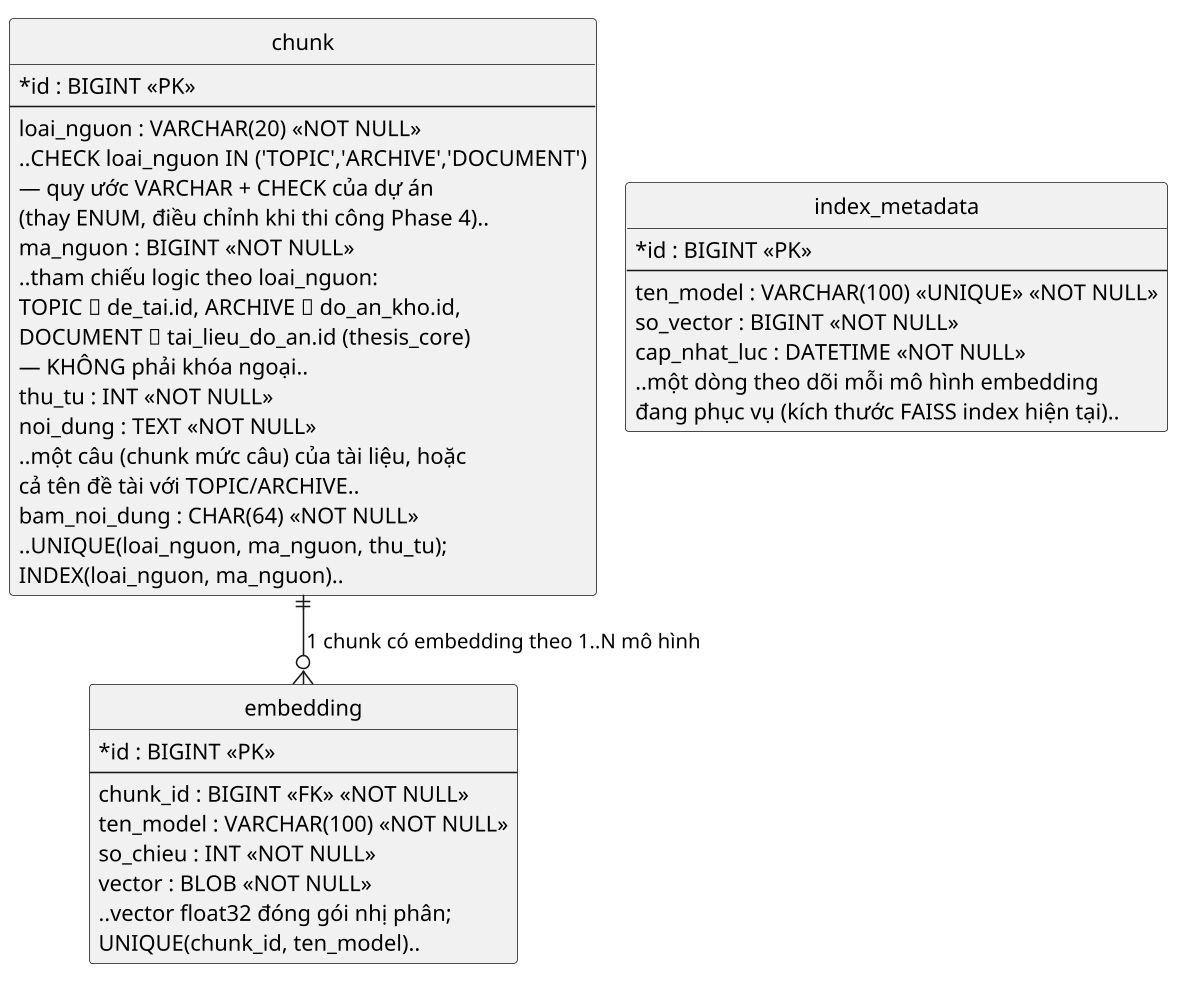 chunk
*id : BIGINT «PK»
loai_nguon : VARCHAR(20) «NOT NULL»
..CHECK loai_nguon IN ('TOPIC','ARCHIVE','DOCUMENT')
— quy ước VARCHAR + CHECK của dự án
(thay ENUM, điều chỉnh khi thi công Phase 4)..
ma_nguon : BIGINT «NOT NULL»
..tham chiếu logic theo loai_nguon:
TOPIC ▯ de_tai.id, ARCHIVE ▯ do_an_kho.id,
DOCUMENT ▯ tai_lieu_do_an.id (thesis_core)
— KHÔNG phải khóa ngoại..
thu_tu : INT «NOT NULL»
noi_dung : TEXT «NOT NULL»
..một câu (chunk mức câu) của tài liệu, hoặc
cả tên đề tài với TOPIC/ARCHIVE..
bam_noi_dung : CHAR(64) «NOT NULL»
..UNIQUE(loai_nguon, ma_nguon, thu_tu);
INDEX(loai_nguon, ma_nguon)..
index_metadata
*id : BIGINT «PK»
ten_model : VARCHAR(100) «UNIQUE» «NOT NULL»
so_vector : BIGINT «NOT NULL»
cap_nhat_luc : DATETIME «NOT NULL»
..một dòng theo dõi mỗi mô hình embedding
đang phục vụ (kích thước FAISS index hiện tại)..
1 chunk có embedding theo 1..N mô hình
embedding
*id : BIGINT «PK»
chunk_id : BIGINT «FK» «NOT NULL»
ten_model : VARCHAR(100) «NOT NULL»
so_chieu : INT «NOT NULL»
vector : BLOB «NOT NULL»
..vector float32 đóng gói nhị phân;
UNIQUE(chunk_id, ten_model)..